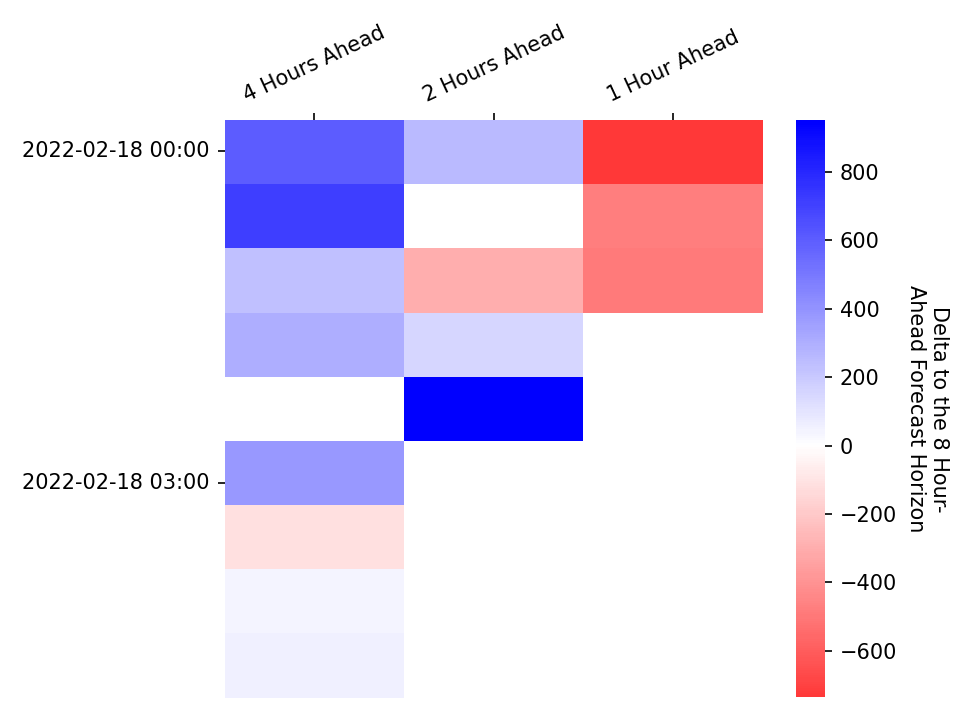 4 Hours Ahead
2 Hours Ahead
1 Hour Ahead
2022-02-18 00:00
2022-02-18 03:00
800
600
400
200
0
−200
−400
−600
Delta to the 8 Hour-
Ahead Forecast Horizon